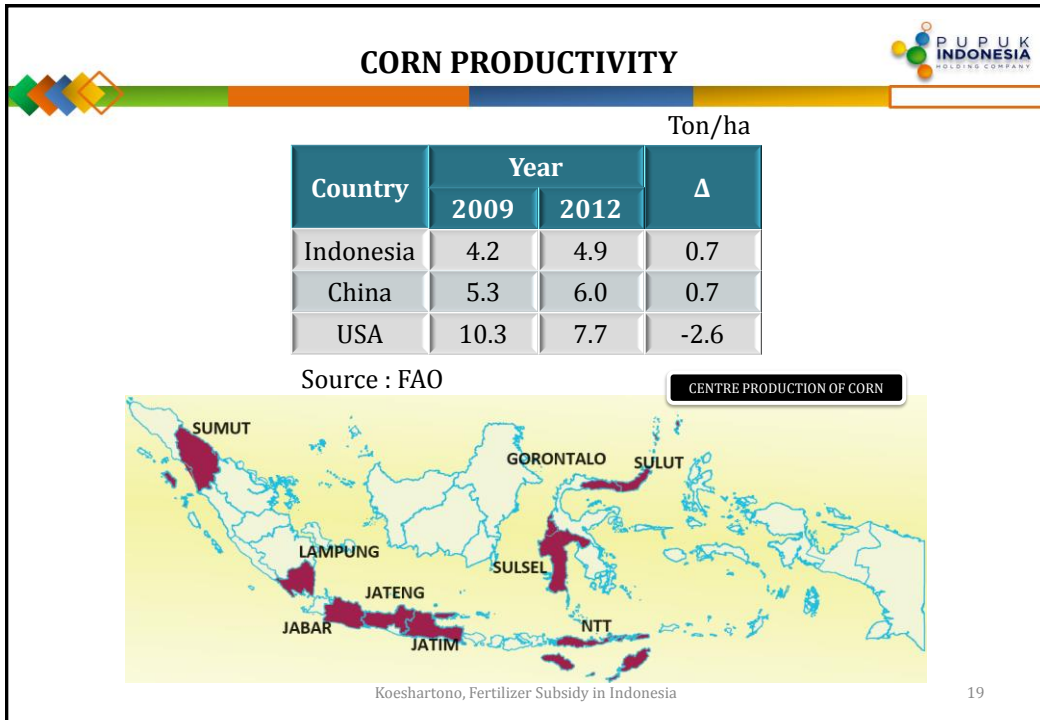 CORN PRODUCTIVITY
PUPUK
INDONESIA
HOLDING COMPANY
Ton/ha
Country Year Δ
2009 2012
Indonesia 4.2 4.9 0.7
China 5.3 6.0 0.7
USA 10.3 7.7 -2.6
Source : FAO
CENTRE PRODUCTION OF CORN
SUMUT
GORONTALO SULUT
LAMPUNG
SULSEL
JATENG
JABAR
NTT
JATIM
Koeshartono, Fertilizer Subsidy in Indonesia 19